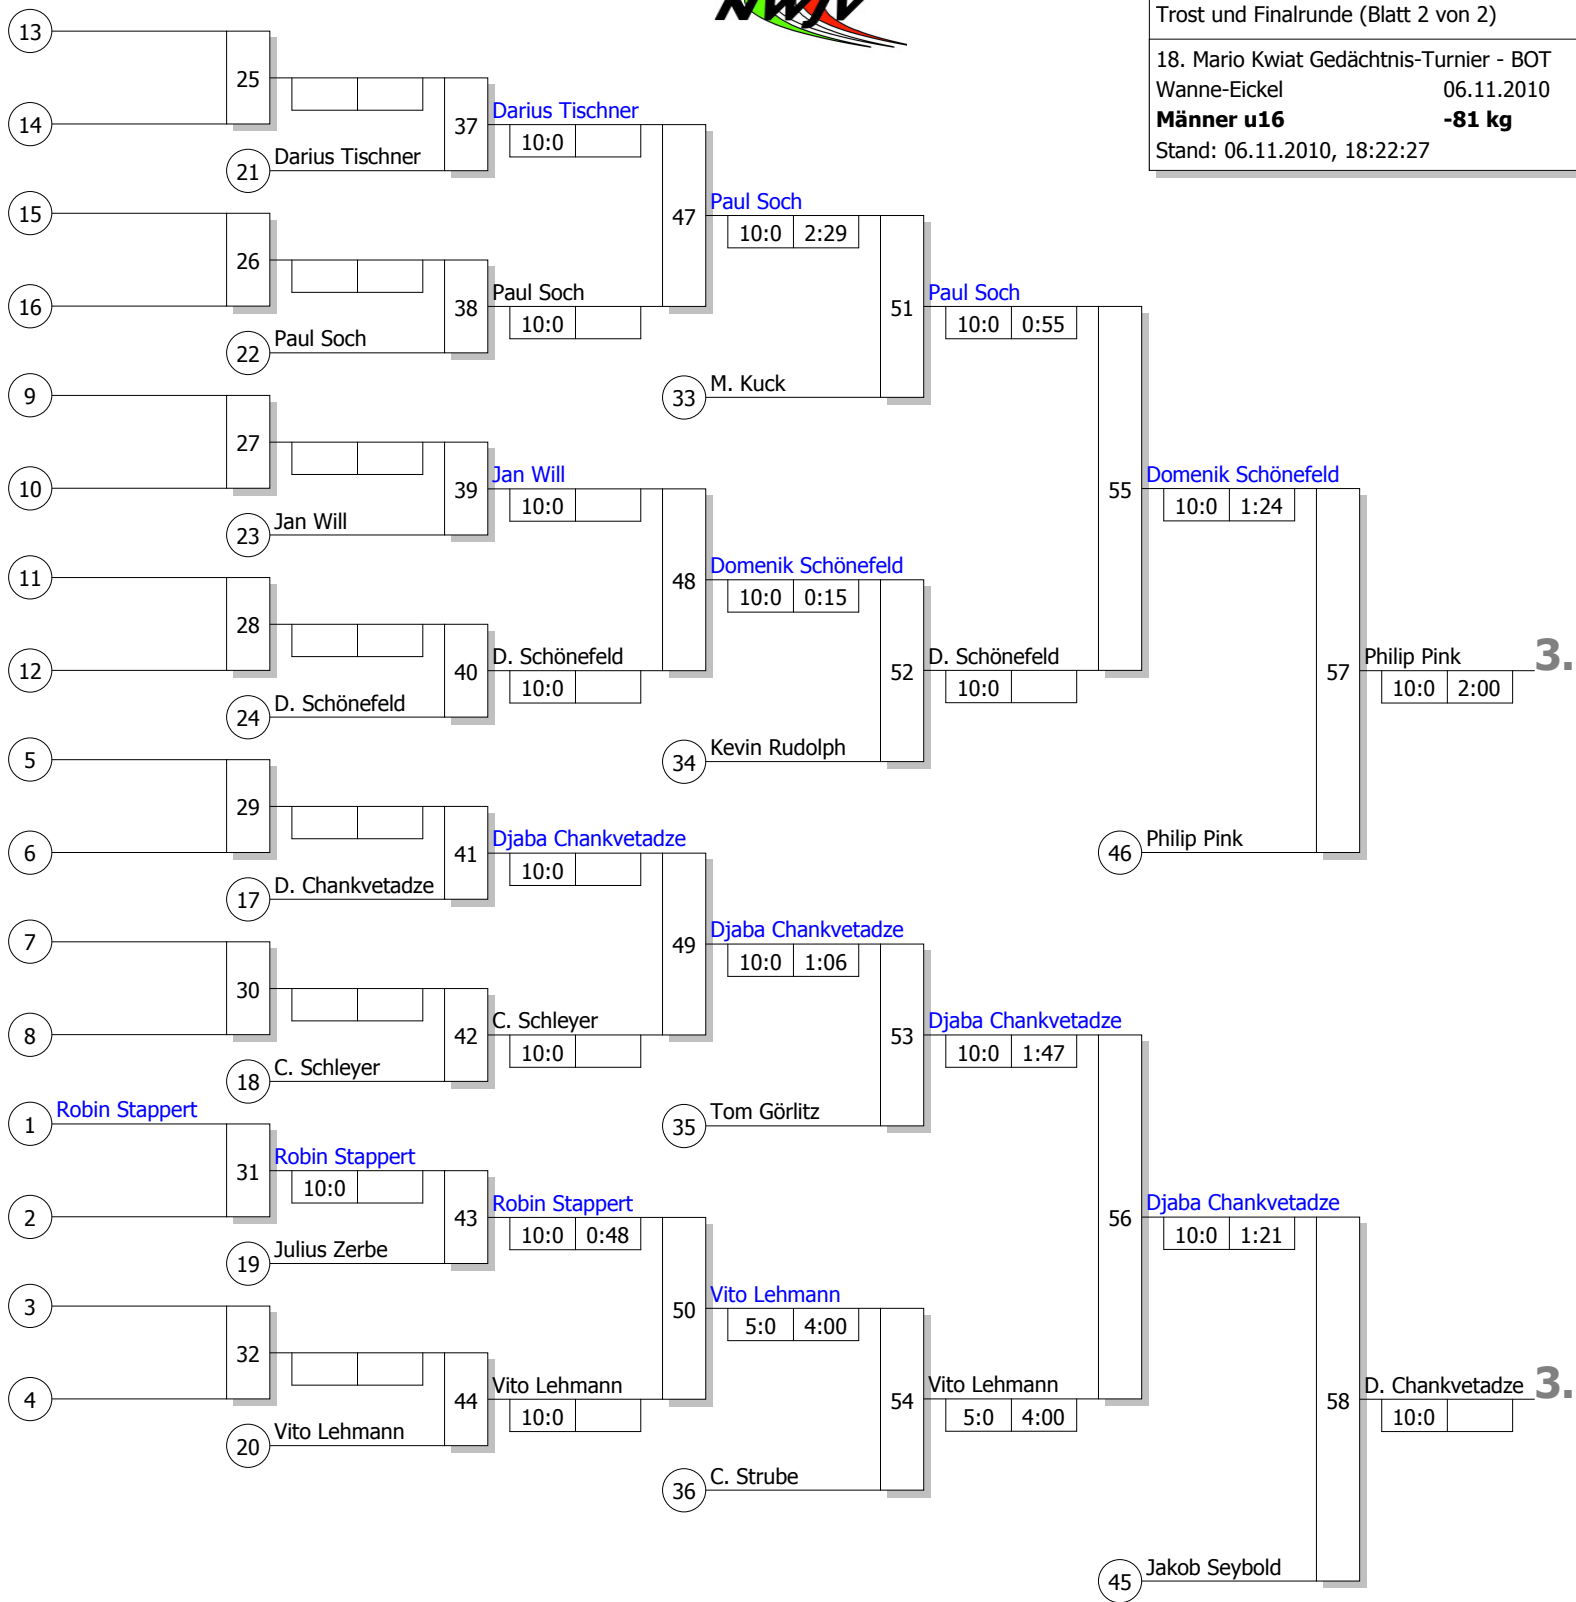 NWJV
Trost und Finalrunde (Blatt 2 von 2)
18. Mario Kwiat Gedächtnis-Turnier - BOT
Wanne-Eickel 06.11.2010
Männer u16 -81 kg
Stand: 06.11.2010, 18:22:27
13
25
14
37
Darius Tischner
10:0
21
Darius Tischner
47
Paul Soch
10:0 2:29
15
26
16
38
Paul Soch
10:0
22
Paul Soch
51
Paul Soch
10:0 0:55
33
M. Kuck
9
27
10
39
Jan Will
10:0
23
Jan Will
55
Domenik Schönefeld
10:0 1:24
11
28
12
48
Domenik Schönefeld
10:0 0:15
40
D. Schönefeld
10:0
24
D. Schönefeld
52
D. Schönefeld
10:0
34
Kevin Rudolph
57
Philip Pink
10:0 2:00
3.
46
Philip Pink
5
29
6
41
Djaba Chankvetadze
10:0
17
D. Chankvetadze
49
Djaba Chankvetadze
10:0 1:06
7
30
8
42
C. Schleyer
10:0
18
C. Schleyer
53
Djaba Chankvetadze
10:0 1:47
35
Tom Görlitz
1
Robin Stappert
31
Robin Stappert
10:0
2
43
Robin Stappert
10:0 0:48
19
Julius Zerbe
56
Djaba Chankvetadze
10:0 1:21
3
32
4
50
Vito Lehmann
5:0 4:00
44
Vito Lehmann
10:0
20
Vito Lehmann
54
Vito Lehmann
5:0 4:00
36
C. Strube
58
D. Chankvetadze
10:0
3.
45
Jakob Seybold